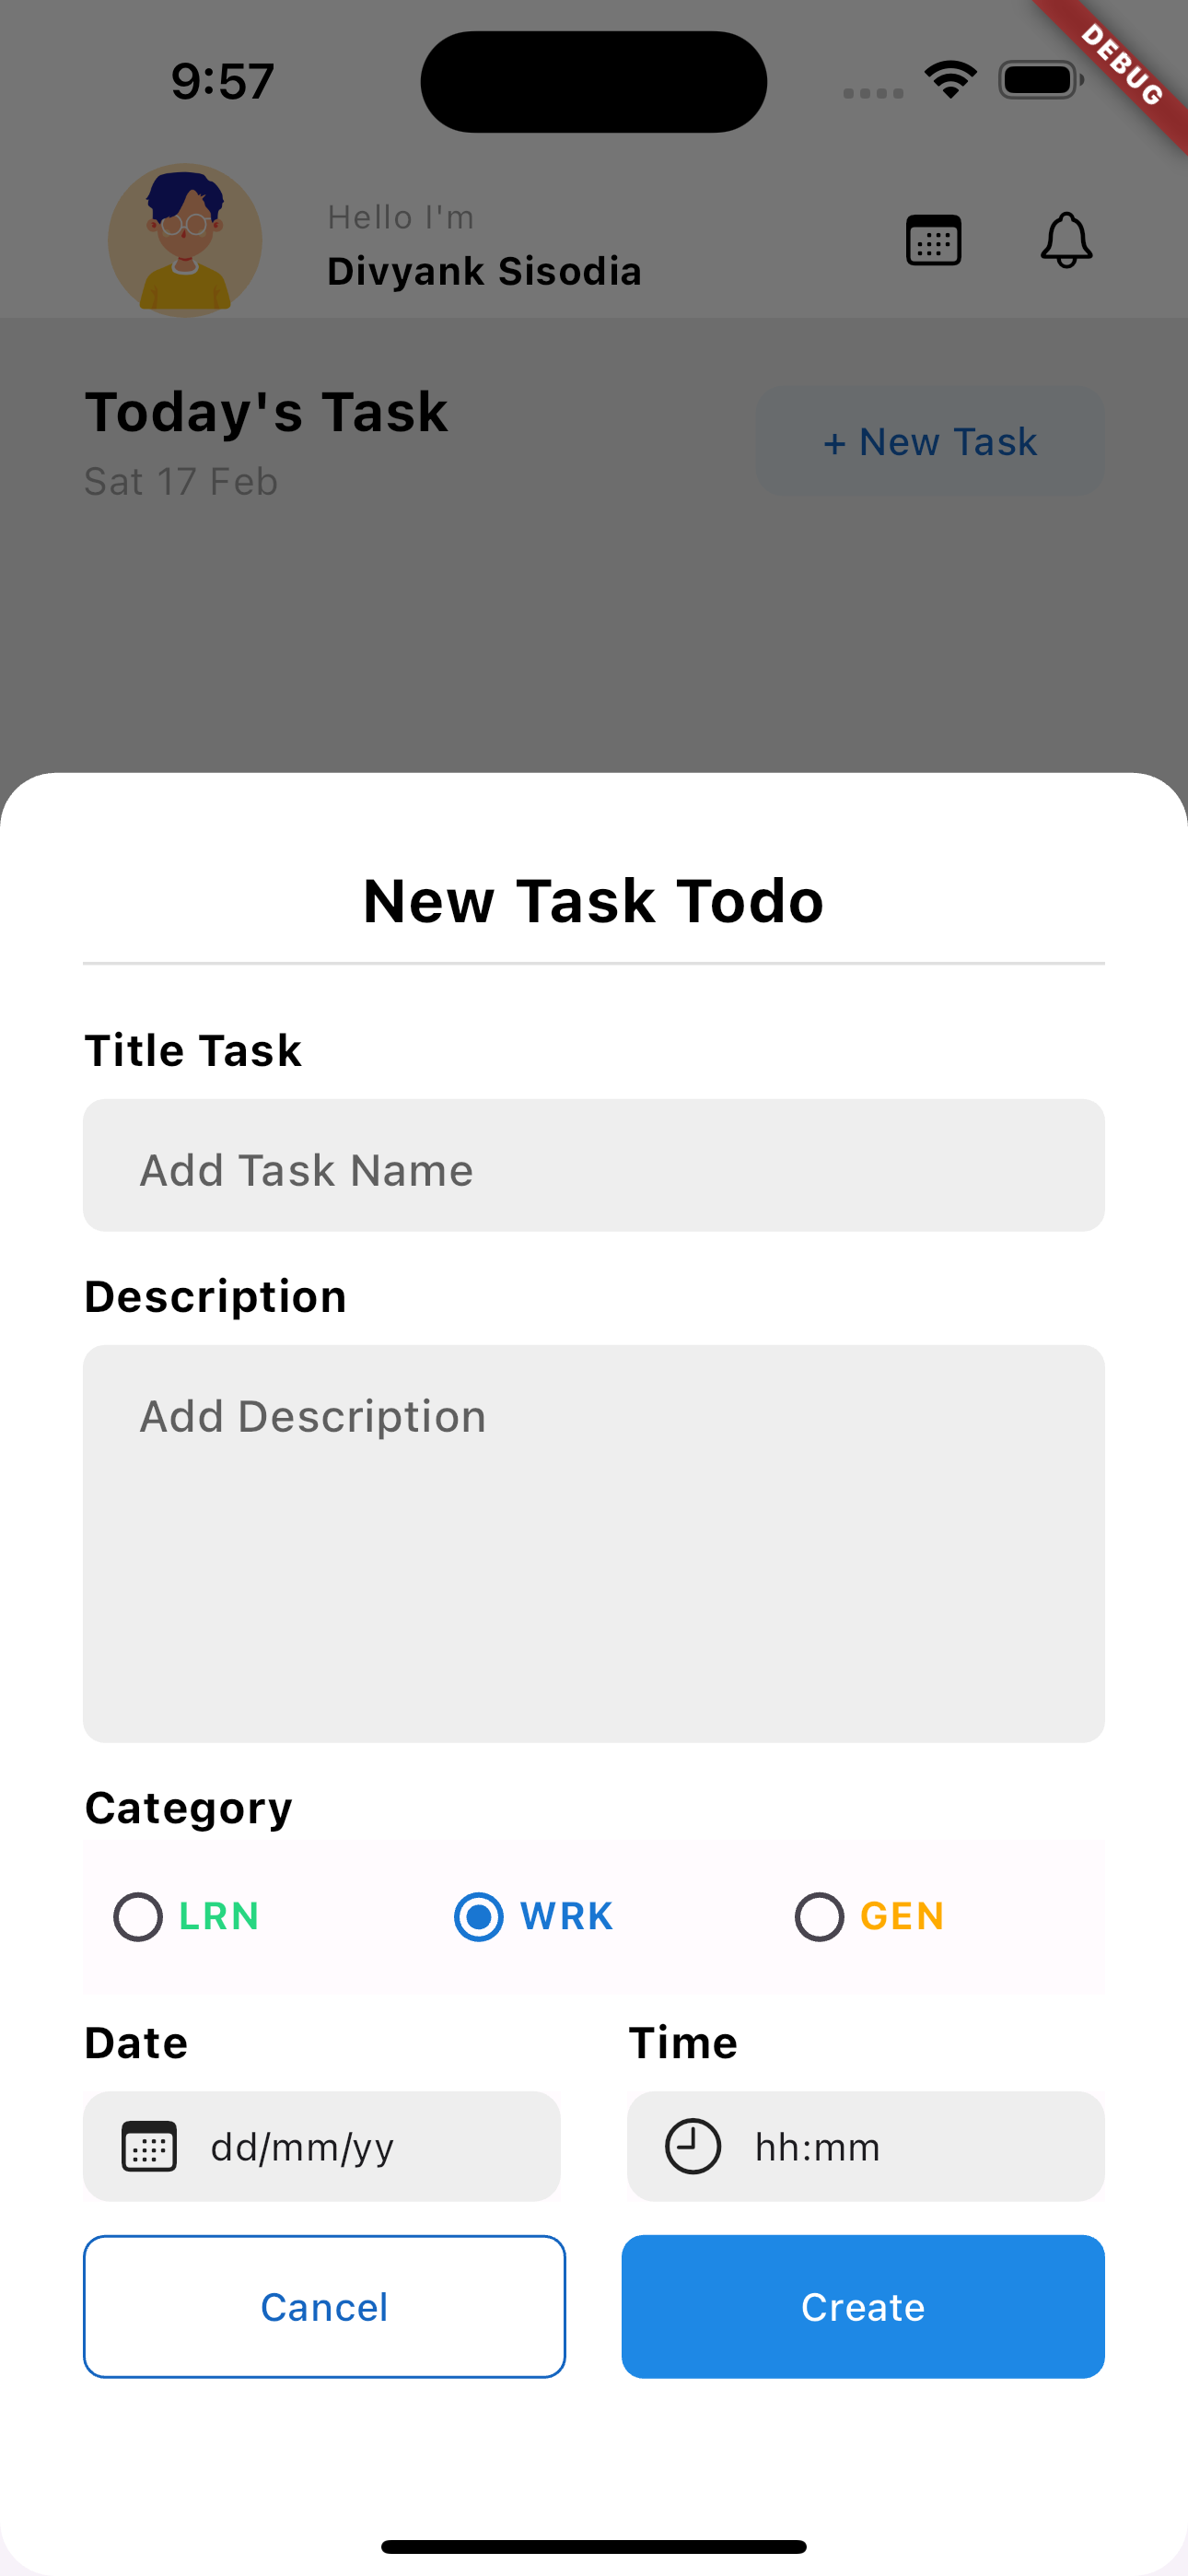 9:57
DEBUG
Hello I'm
Divyank Sisodia
Today's Task
+ New Task
Sat 17 Feb
New Task Todo
Title Task
Add Task Name
Description
Add Description
Category
LRN WRK GEN
Date Time
dd/mm/yy hh:mm
Cancel Create